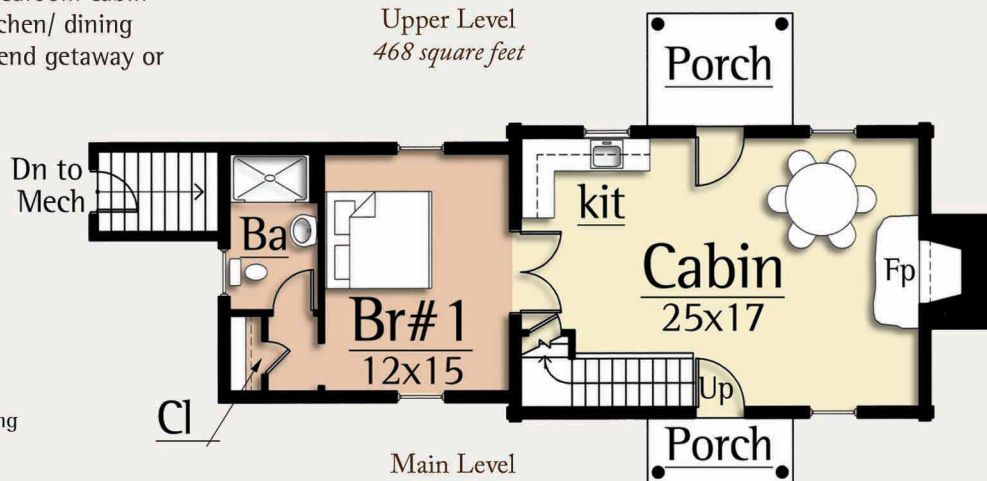 chen/ dining
end getaway or
Upper Level
468 square feet
Porch
Dn to
Mech
Ba
kit
Cabin
25x17
Fp
Br# 1
12x15
Up
Cl
Porch
Main Level